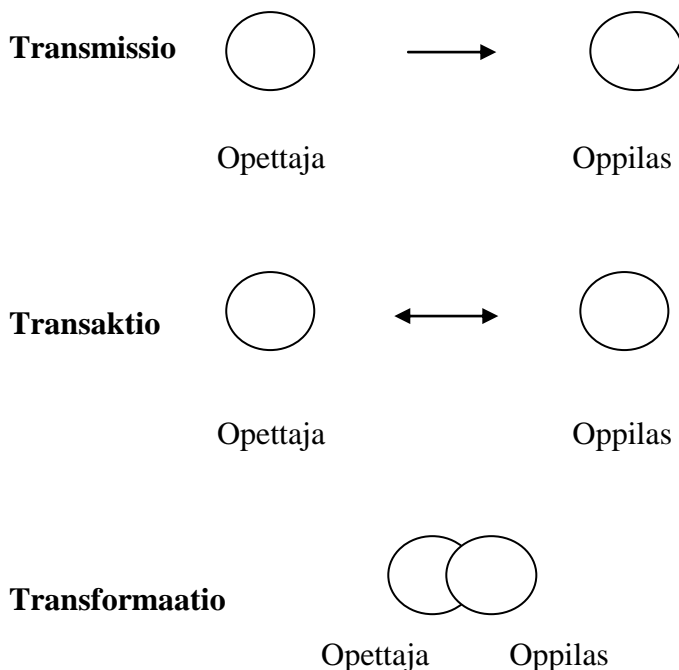 Transmissio
Opettaja Oppilas
Transaktio
Opettaja Oppilas
Transformaatio
Opettaja Oppilas